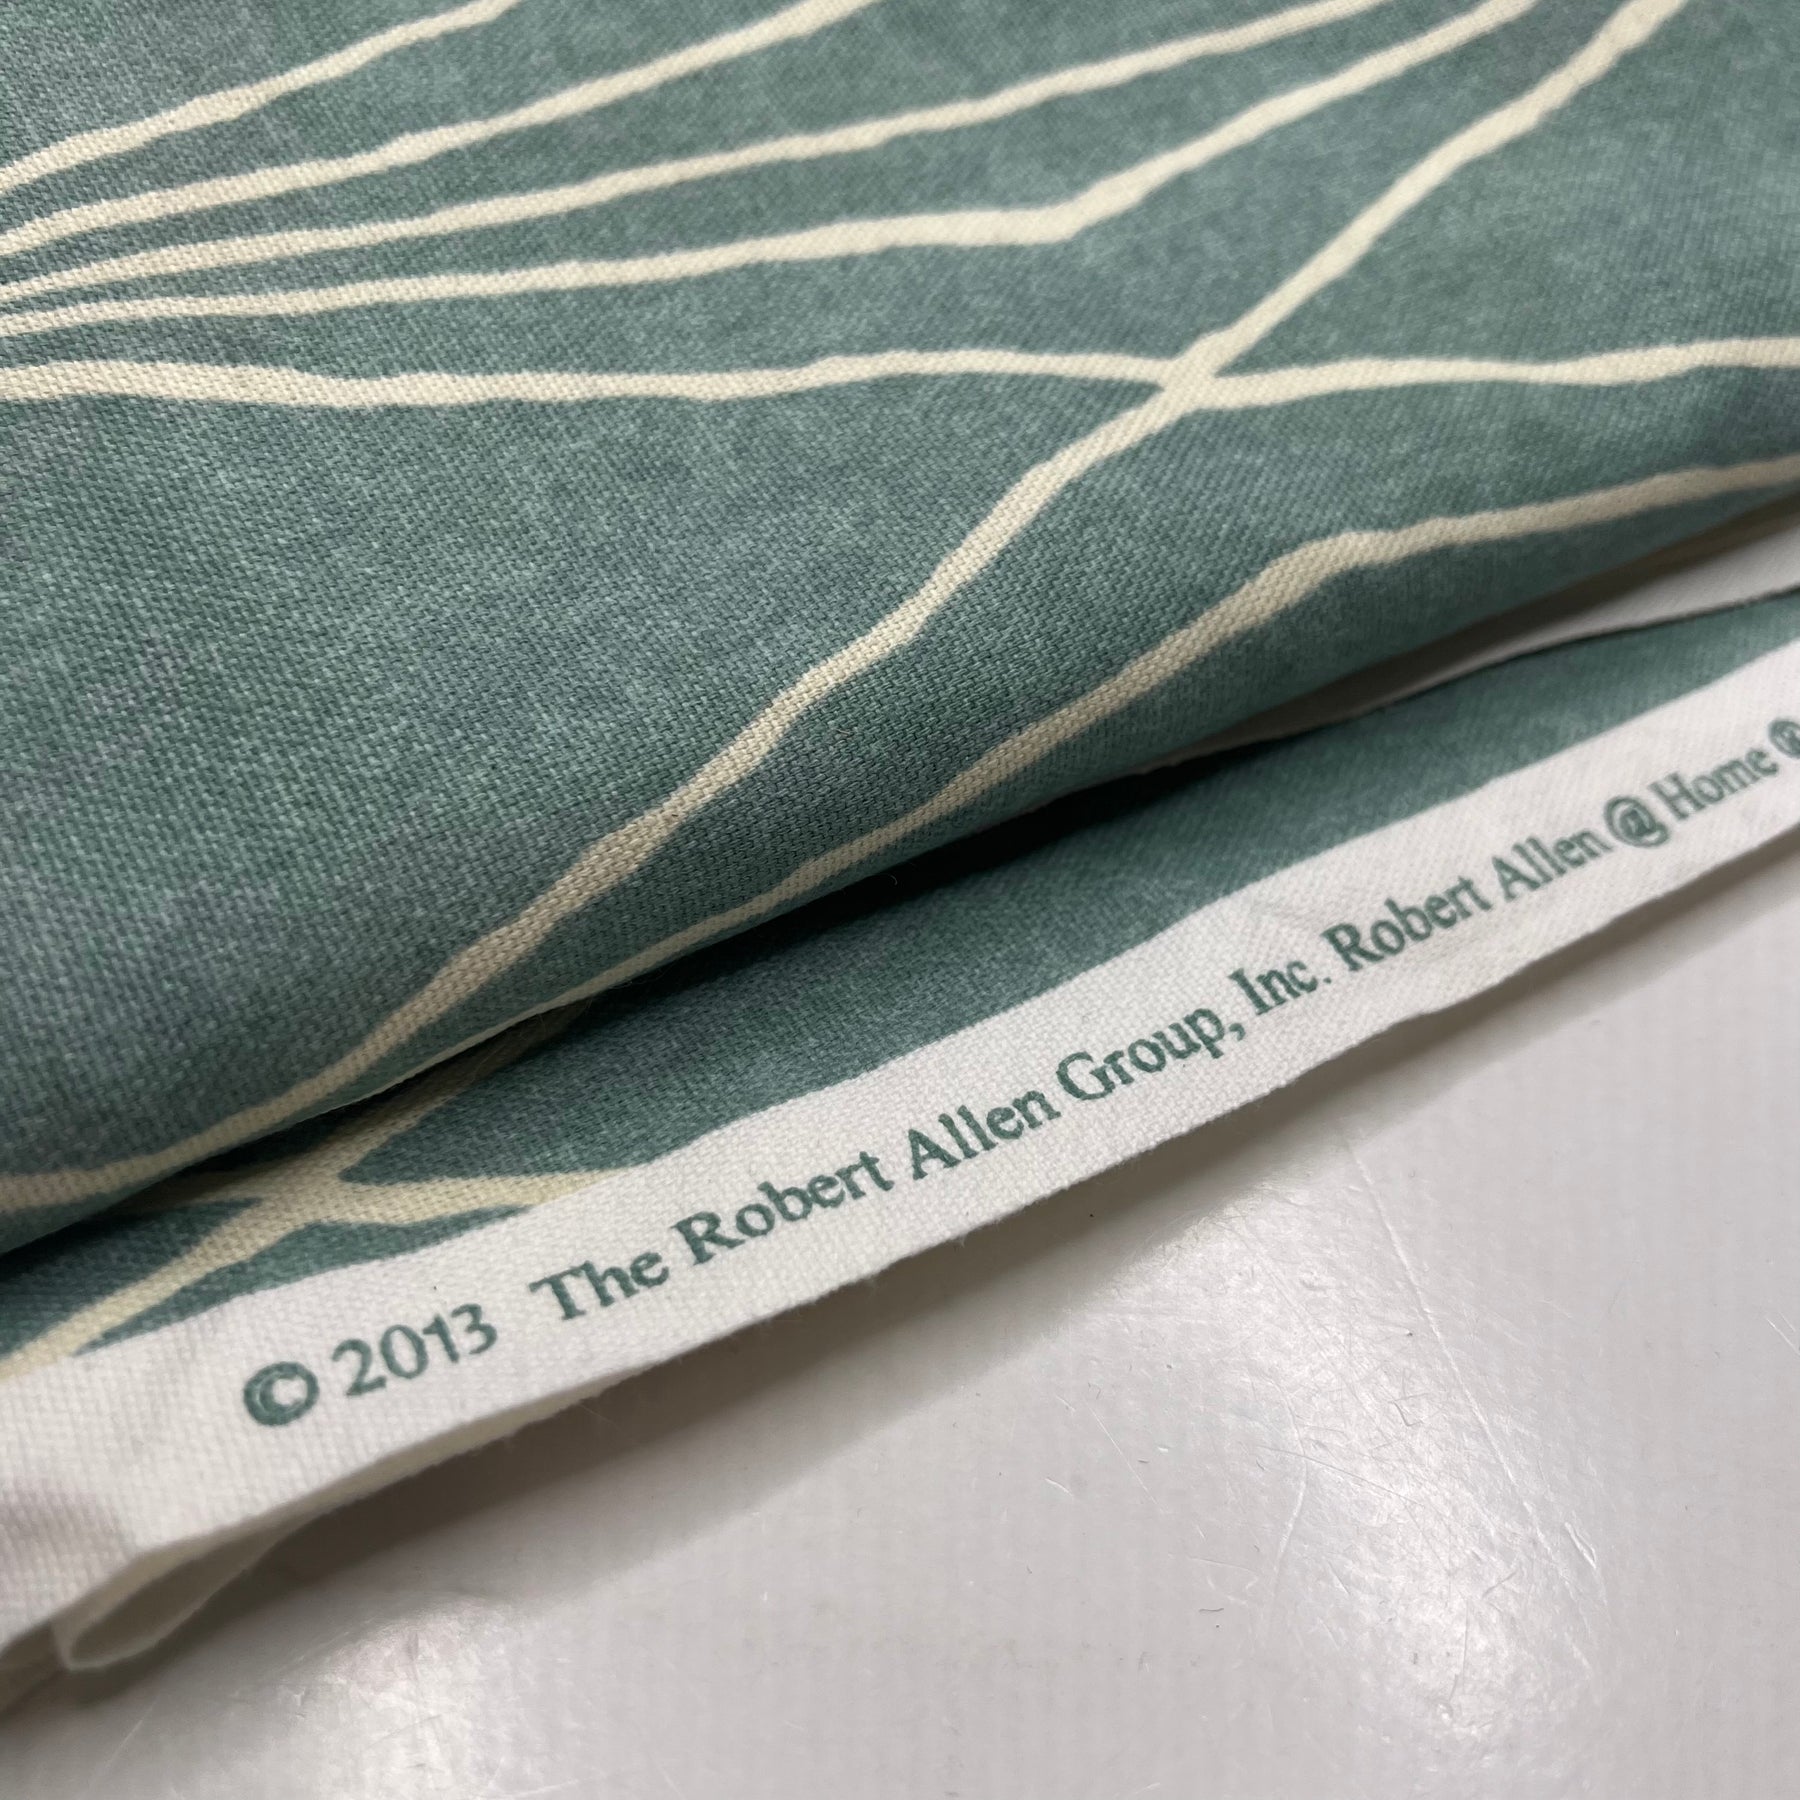 © 2013 The Robert Allen Group, Inc. Robert Allen @ Home ®